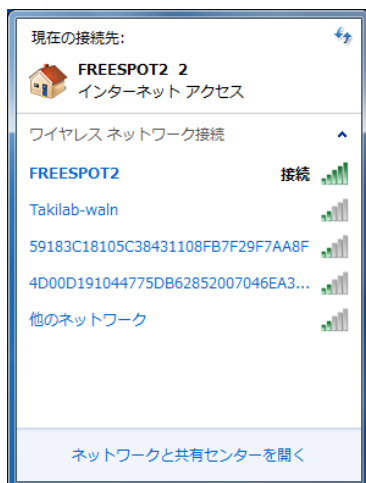 現在の接続先:
FREESPOT2 2
インターネット アクセス
ワイヤレス ネットワーク接続
FREESPOT2 接続
Takilab-waln
59183C18105C38431108FB7F29F7AA8F
4D00D191044775DB62852007046EA3...
他のネットワーク
ネットワークと共有センターを開く